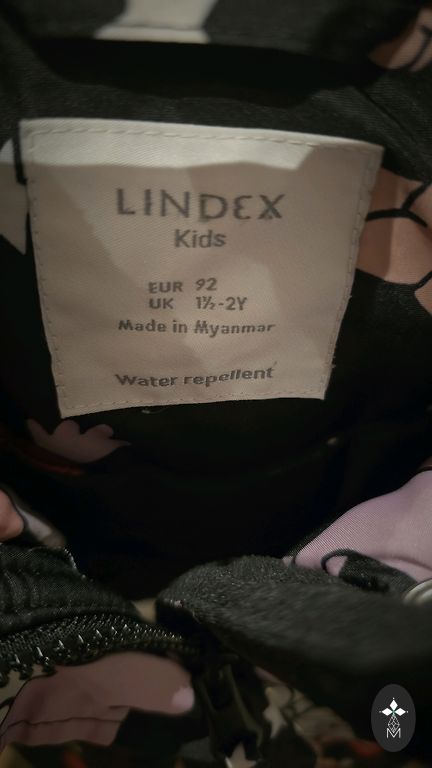 LINDEX
Kids
EUR 92
UK 1½-2Y
Made in Myanmar
Water repellent
M